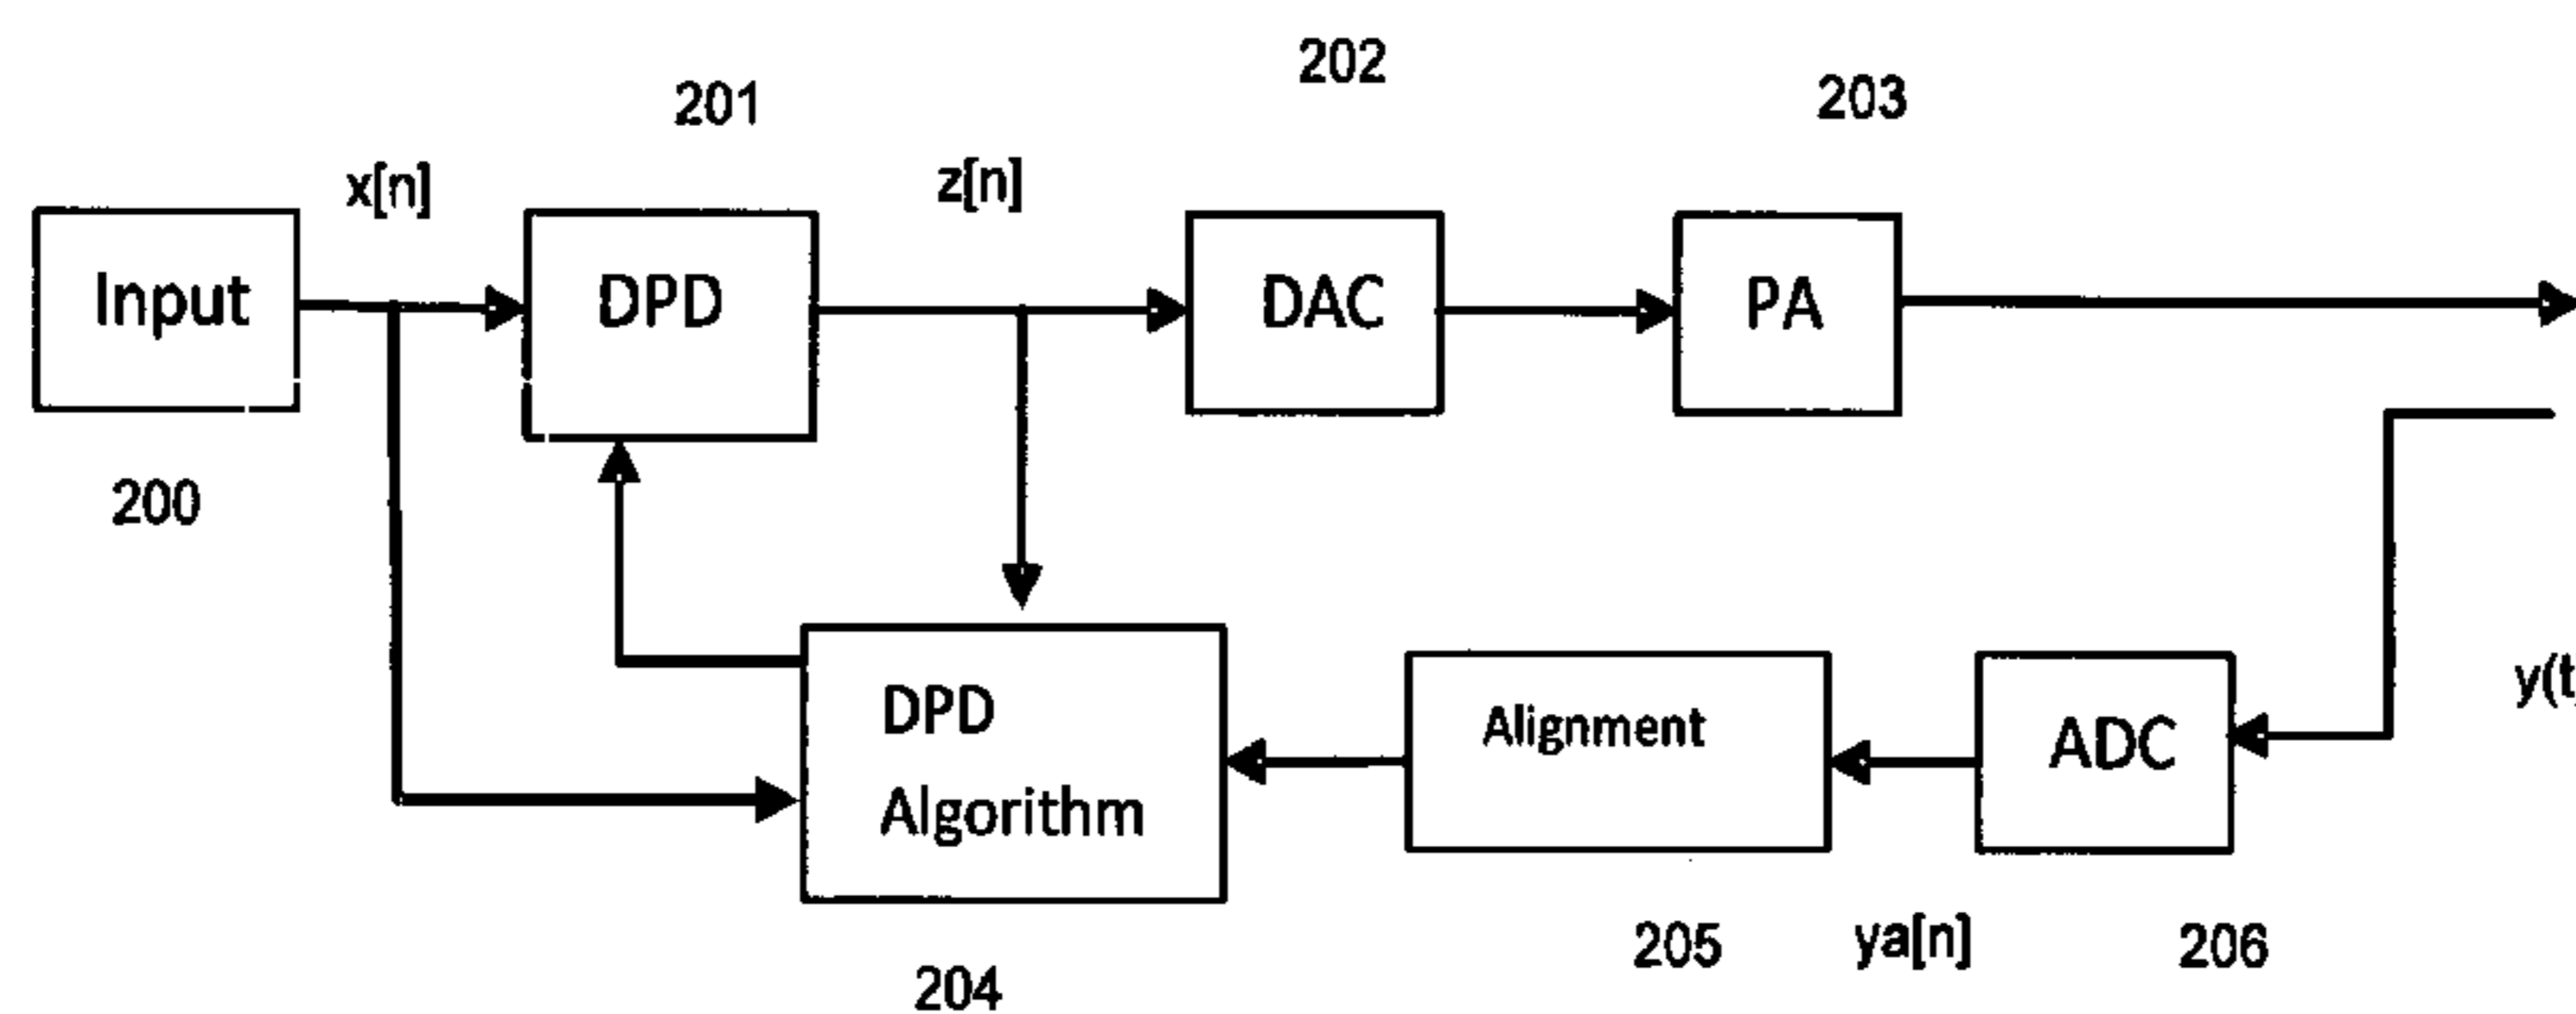 202
203
201
x[n]
z[n]
Input
DPD
DAC
PA
200
DPD
Algorithm
Alignment
ADC
y(t
205
ya[n]
206
204